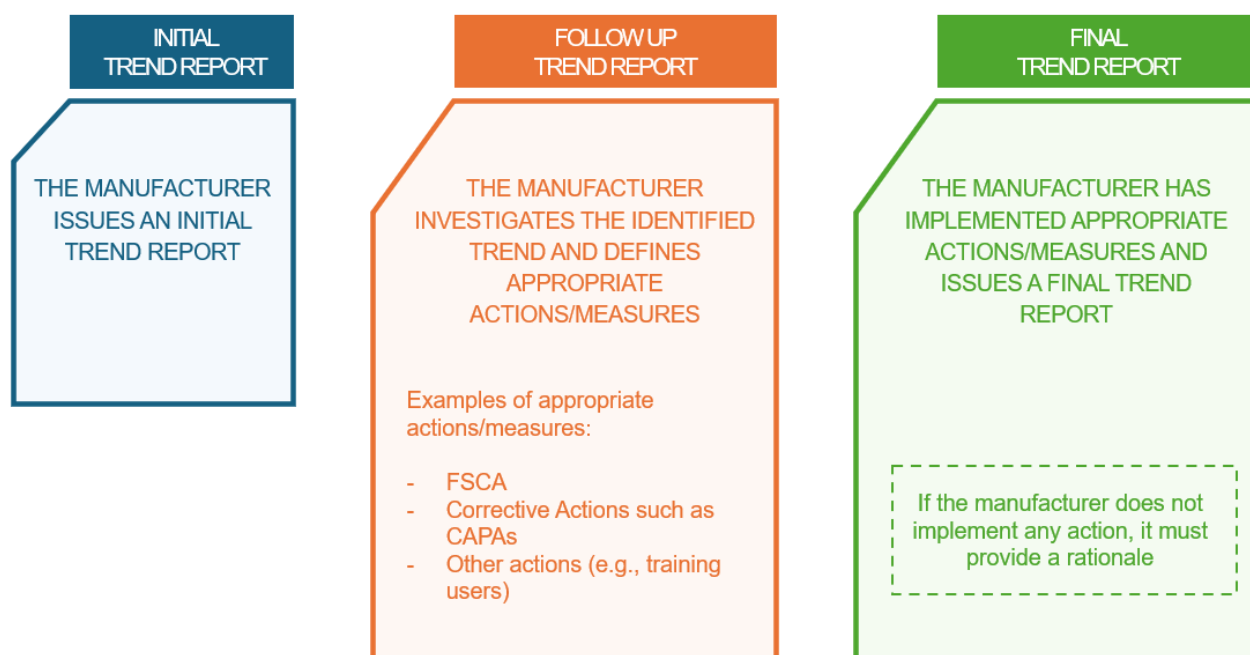 INITIAL
TREND REPORT
THE MANUFACTURER
ISSUES AN INITIAL
TREND REPORT
FOLLOW UP
TREND REPORT
THE MANUFACTURER
INVESTIGATES THE IDENTIFIED
TREND AND DEFINES
APPROPRIATE
ACTIONS/MEASURES
Examples of appropriate
actions/measures:
- FSCA
- Corrective Actions such as
CAPAs
- Other actions (e.g., training
users)
FINAL
TREND REPORT
THE MANUFACTURER HAS
IMPLEMENTED APPROPRIATE
ACTIONS/MEASURES AND
ISSUES A FINAL TREND
REPORT
If the manufacturer does not
implement any action, it must
provide a rationale